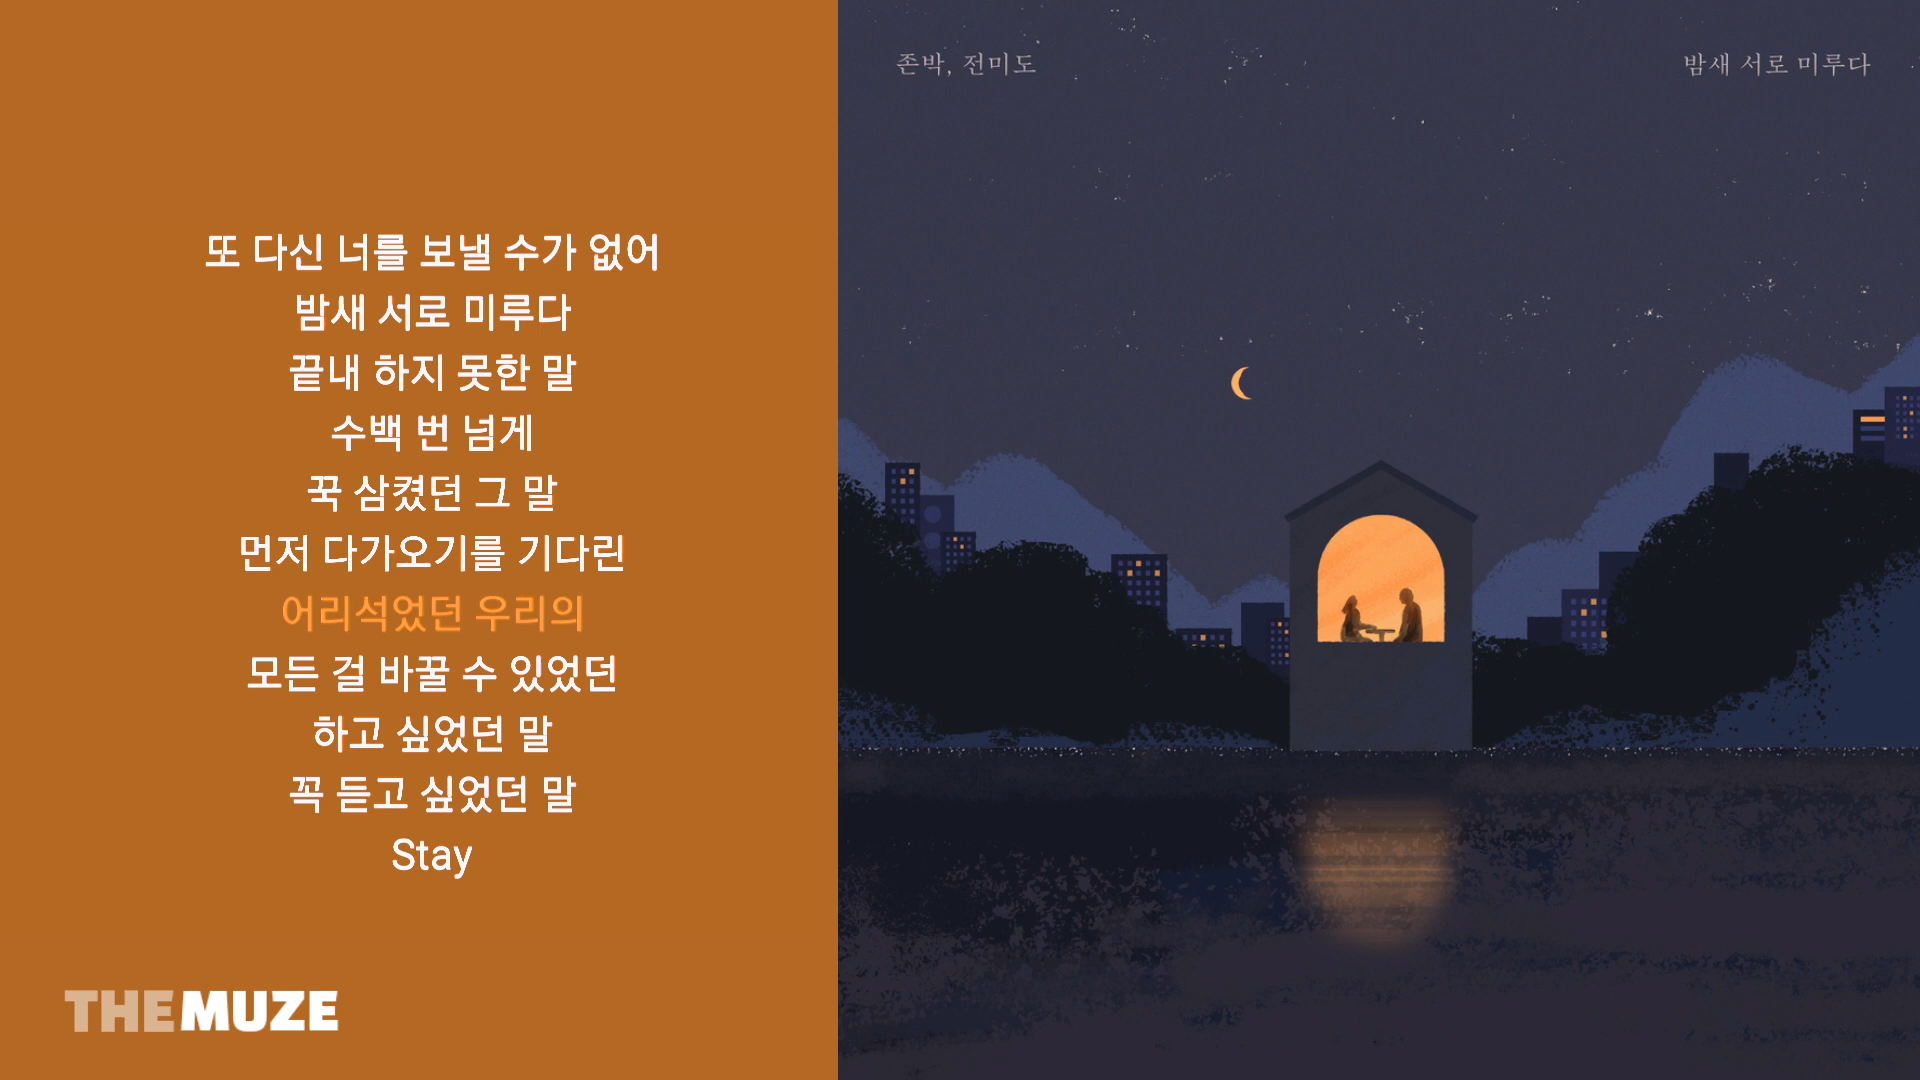 또 다신 너를 보낼 수가 없어
밤새 서로 미루다
끝내 하지 못한 말
수백 번 넘게
꾹 삼켰던 그 말
먼저 다가오기를 기다린
어리석었던 우리의
모든 걸 바꿀 수 있었던
하고 싶었던 말
꼭 듣고 싶었던 말
Stay
THEMUZE
존박, 전미도
밤새 서로 미루다